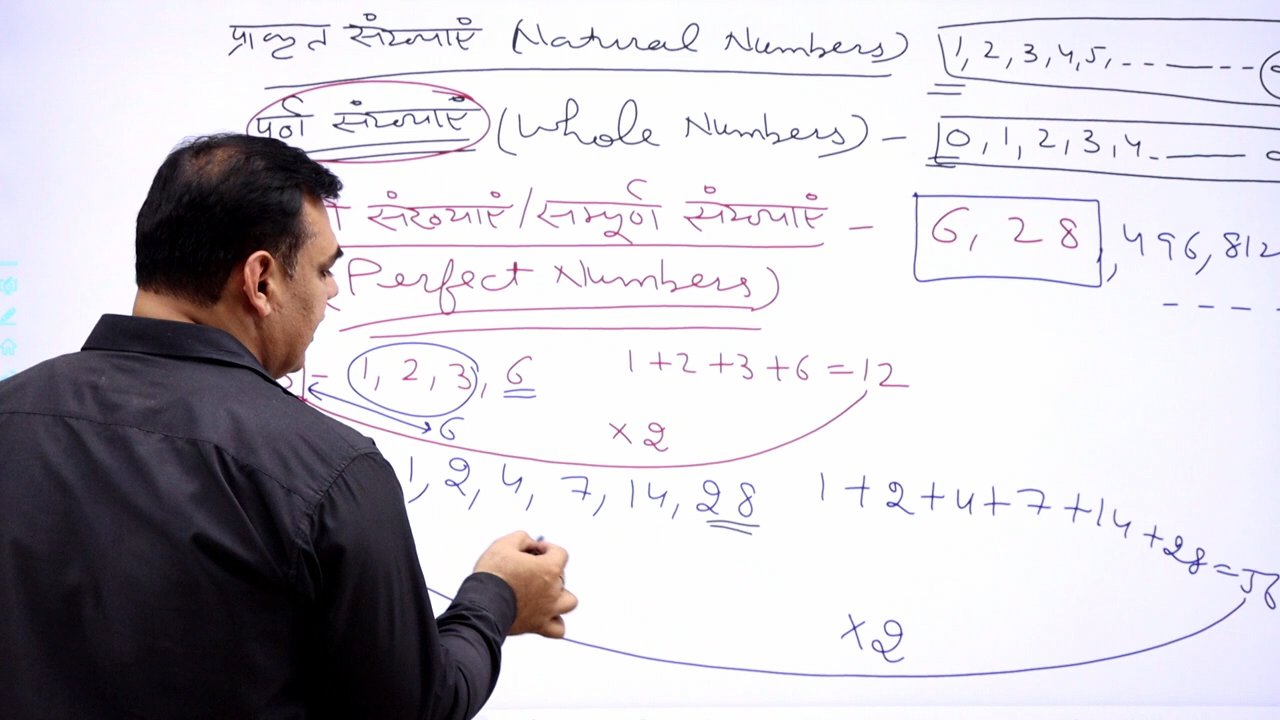 प्राकृत संख्याएं (Natural Numbers) 1, 2, 3, 4, 5, -----
पूर्ण संख्याएं (Whole Numbers) - 0, 1, 2, 3, 4 -----
संख्याएं/सम्पूर्ण संख्याएं - 6, 28, 496, 812
(Perfect Numbers) - - -
- 1, 2, 3, 6 1+2+3+6=12
6 ×2
1, 2, 4, 7, 14, 28 1+2+4+7+14+28=56
×2